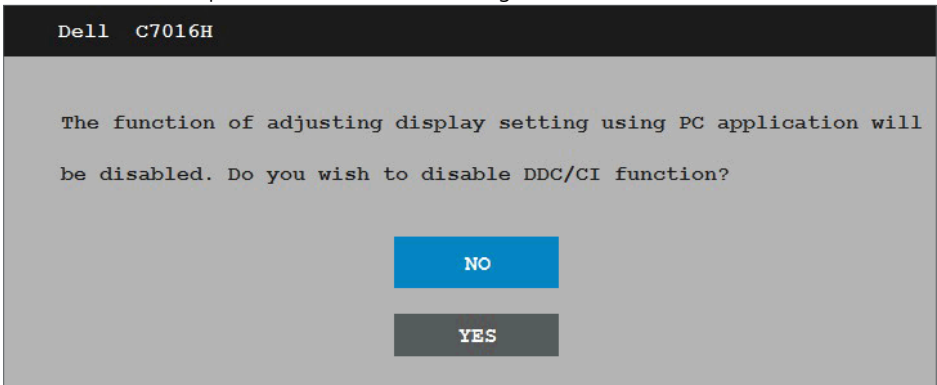 Dell C7016H
The function of adjusting display setting using PC application will
be disabled. Do you wish to disable DDC/CI function?
NO
YES